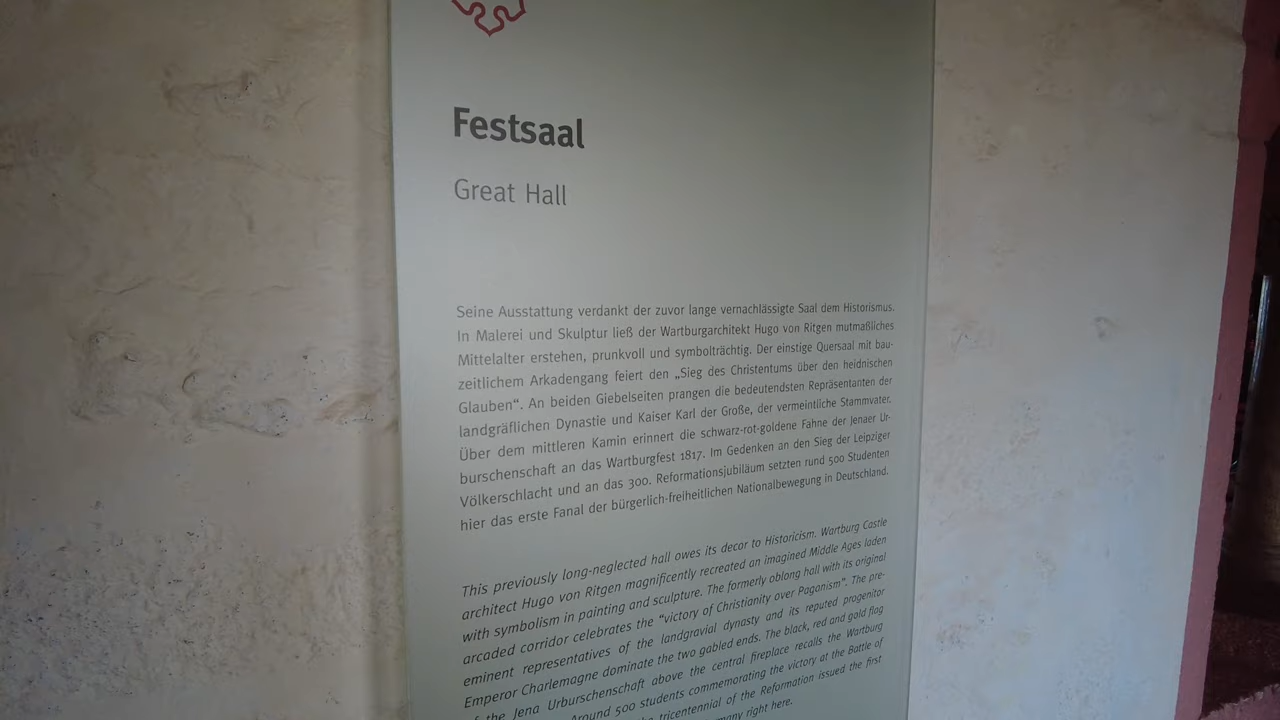 Festsaal
Great Hall
Seine Ausstattung verdankt der zuvor lange vernachlässigte Saal dem Historismus.
In Malerei und Skulptur ließ der Wartburgarchitekt Hugo von Ritgen mutmaßliches
Mittelalter erstehen, prunkvoll und symbolträchtig. Der einstige Quersaal mit bau-
zeitlichem Arkadengang feiert den „Sieg des Christentums über den heidnischen
Glauben“. An beiden Giebelseiten prangen die bedeutendsten Repräsentanten der
landgräflichen Dynastie und Kaiser Karl der Große, der vermeintliche Stammvater.
Über dem mittleren Kamin erinnert die schwarz-rot-goldene Fahne der Jenaer Ur-
burschenschaft an das Wartburgfest 1817. Im Gedenken an den Sieg der Leipziger
Völkerschlacht und an das 300. Reformationsjubiläum setzten rund 500 Studenten
hier das erste Fanal der bürgerlich-freiheitlichen Nationalbewegung in Deutschland.
This previously long-neglected hall owes its decor to Historicism. Wartburg Castle
architect Hugo von Ritgen magnificently recreated an imagined Middle Ages laden
with symbolism in painting and sculpture. The formerly oblong hall with its original
arcaded corridor celebrates the "victory of Christianity over Paganism". The pre-
eminent representatives of the landgravial dynasty and its reputed progenitor
Emperor Charlemagne dominate the two gabled ends. The black, red and gold flag
the Jena Urburschenschaft above the central fireplace recalls the Wartburg
Around 500 students commemorating the victory at the Battle of
tricentennial of the Reformation issued the first
right here.